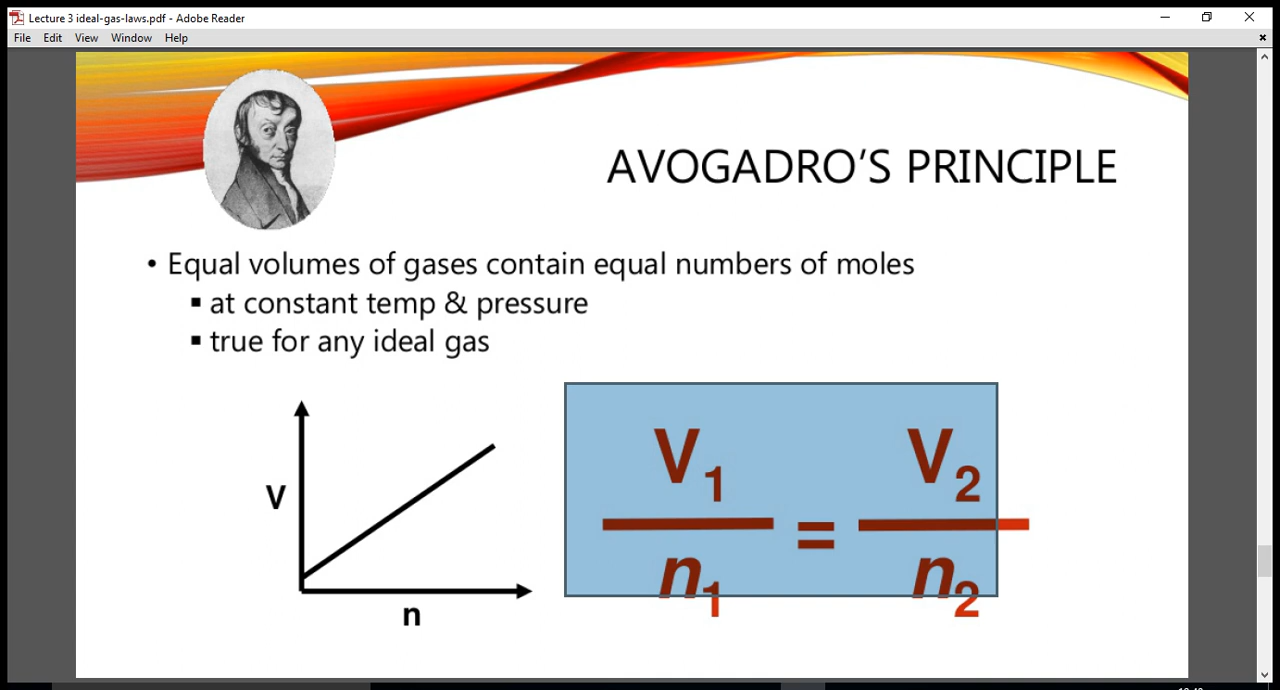 Lecture 3 ideal-gas-laws.pdf - Adobe Reader
File Edit View Window Help
AVOGADRO’S PRINCIPLE
• Equal volumes of gases contain equal numbers of moles
▪ at constant temp & pressure
▪ true for any ideal gas
V
n
V₁ = V₂
n₁ n₂